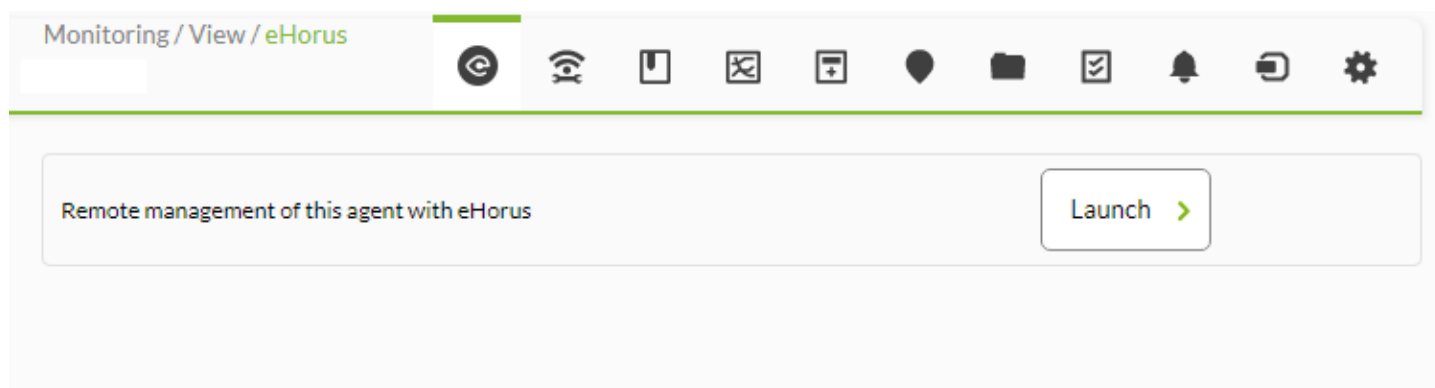 Monitoring / View / eHorus
Remote management of this agent with eHorus
Launch